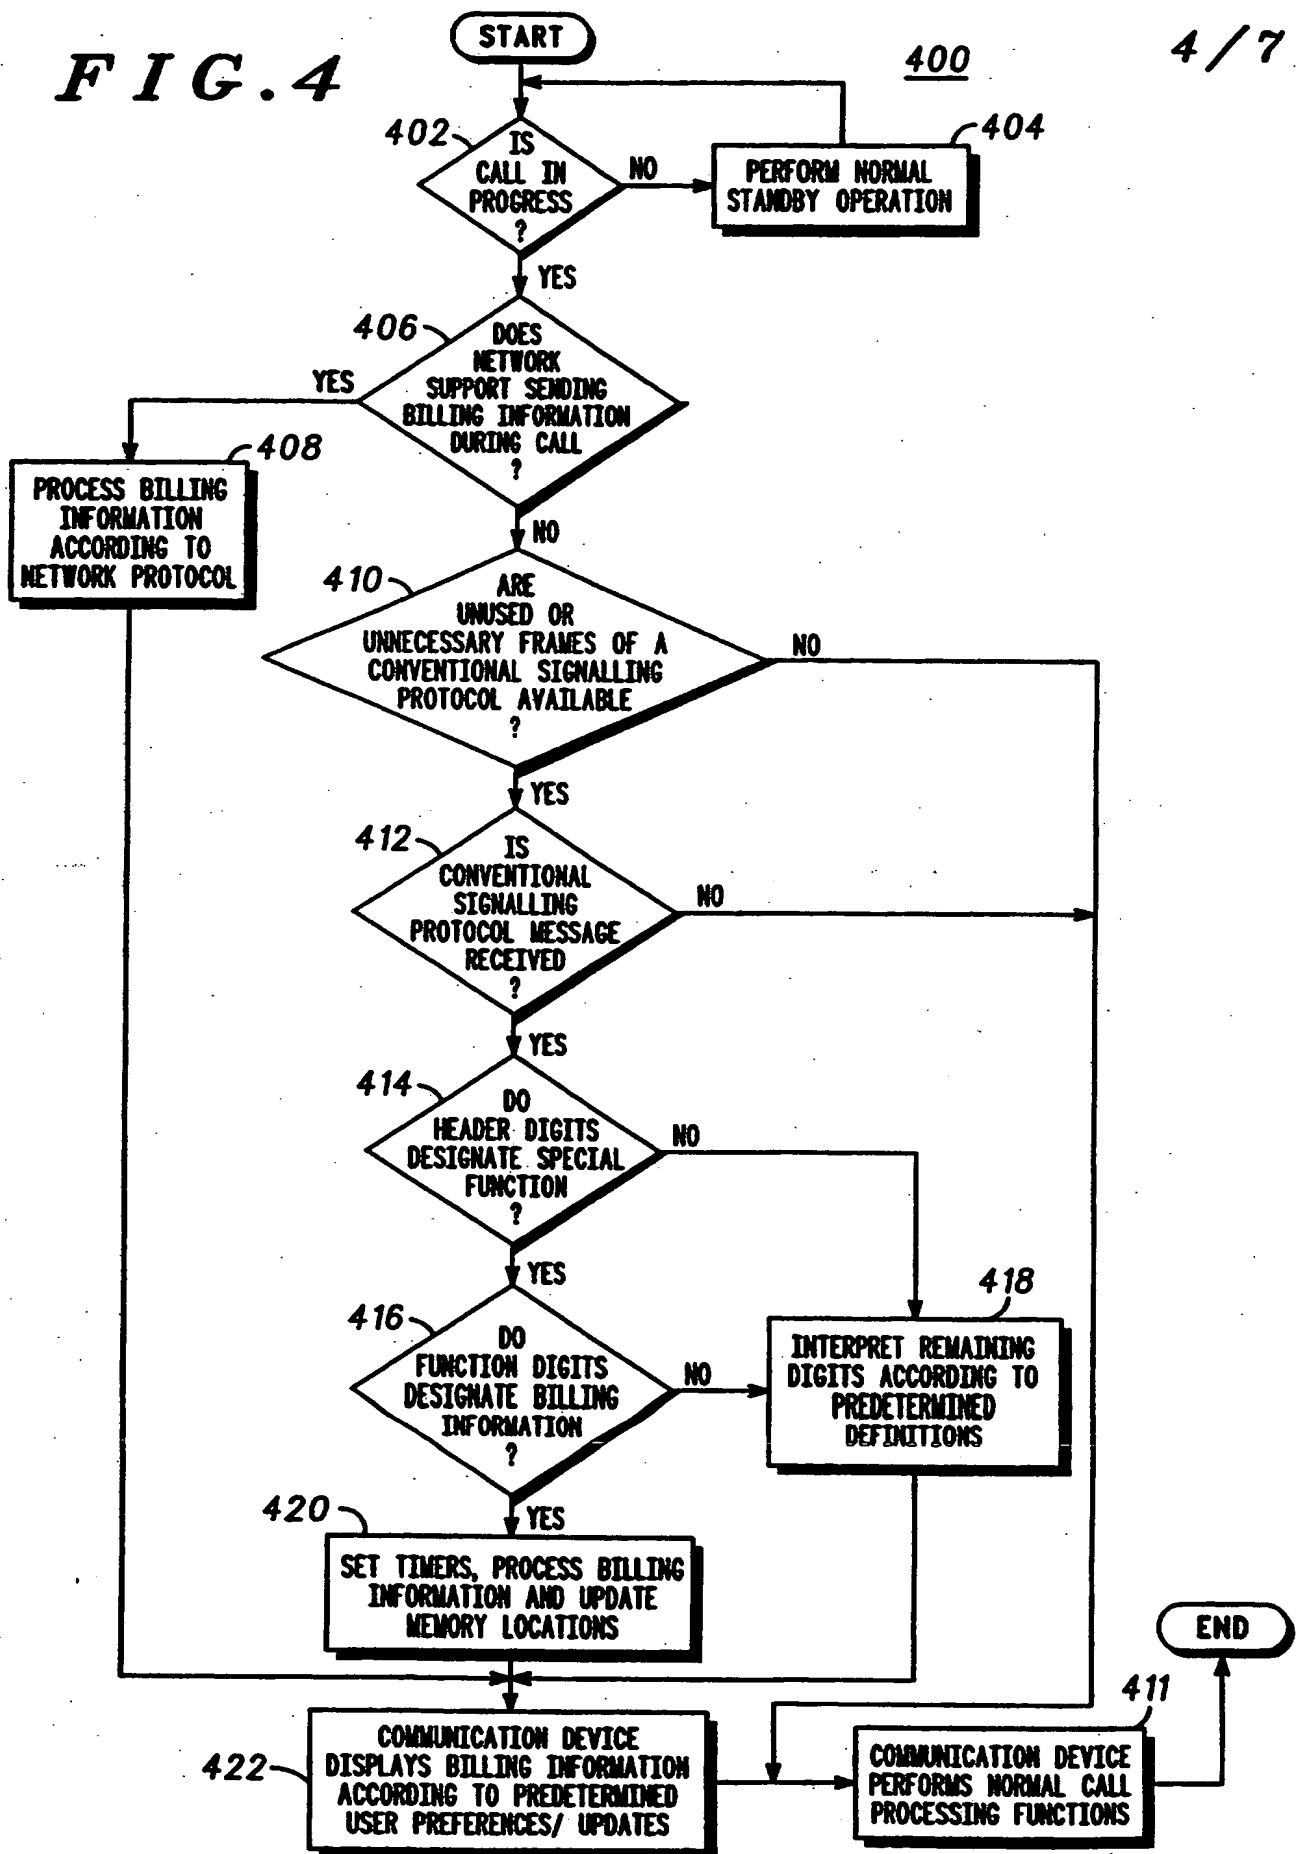 START
FIG.4
400
4/7
402
IS
CALL IN
PROGRESS
?
NO
404
PERFORM NORMAL
STANDBY OPERATION
YES
406
DOES
NETWORK
SUPPORT SENDING
BILLING INFORMATION
DURING CALL
?
YES
408
PROCESS BILLING
INFORMATION
ACCORDING TO
NETWORK PROTOCOL
NO
410
ARE
UNUSED OR
UNNECESSARY FRAMES OF A
CONVENTIONAL SIGNALLING
PROTOCOL AVAILABLE
?
NO
YES
412
IS
CONVENTIONAL
SIGNALLING
PROTOCOL MESSAGE
RECEIVED
?
NO
YES
414
DO
HEADER DIGITS
DESIGNATE SPECIAL
FUNCTION
?
NO
YES
416
DO
FUNCTION DIGITS
DESIGNATE BILLING
INFORMATION
?
NO
418
INTERPRET REMAINING
DIGITS ACCORDING TO
PREDETERMINED
DEFINITIONS
YES
420
SET TIMERS, PROCESS BILLING
INFORMATION AND UPDATE
MEMORY LOCATIONS
END
422
COMMUNICATION DEVICE
DISPLAYS BILLING INFORMATION
ACCORDING TO PREDETERMINED
USER PREFERENCES/ UPDATES
411
COMMUNICATION DEVICE
PERFORMS NORMAL CALL
PROCESSING FUNCTIONS